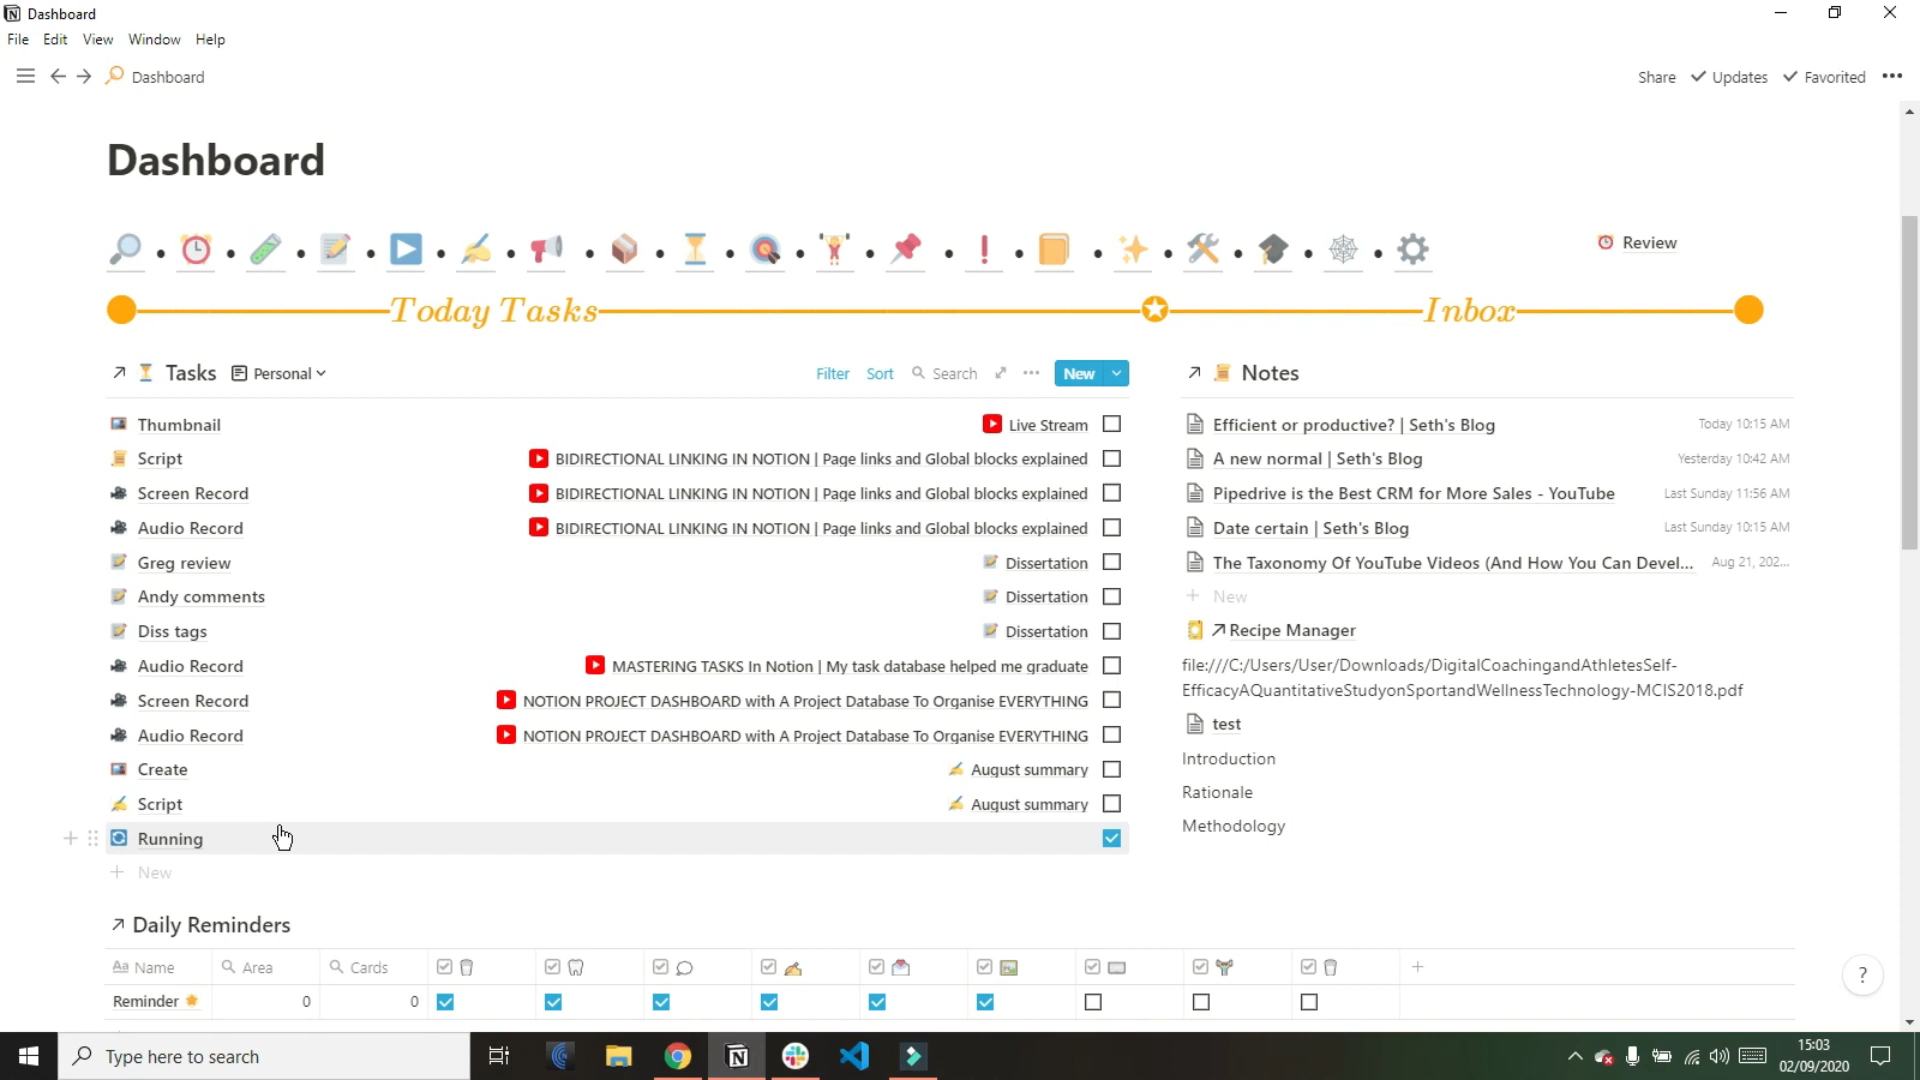 Dashboard
File Edit View Window Help
Dashboard
Share Updates Favorited
Dashboard
Review
Today Tasks
Inbox
Tasks Personal
Filter Sort Search New
Notes
Thumbnail Live Stream
Script BIDIRECTIONAL LINKING IN NOTION | Page links and Global blocks explained
Screen Record BIDIRECTIONAL LINKING IN NOTION | Page links and Global blocks explained
Audio Record BIDIRECTIONAL LINKING IN NOTION | Page links and Global blocks explained
Greg review Dissertation
Andy comments Dissertation
Diss tags Dissertation
Audio Record MASTERING TASKS In Notion | My task database helped me graduate
Screen Record NOTION PROJECT DASHBOARD with A Project Database To Organise EVERYTHING
Audio Record NOTION PROJECT DASHBOARD with A Project Database To Organise EVERYTHING
Create August summary
Script August summary
Running
New
Efficient or productive? | Seth's Blog Today 10:15 AM
A new normal | Seth's Blog Yesterday 10:42 AM
Pipedrive is the Best CRM for More Sales - YouTube Last Sunday 11:56 AM
Date certain | Seth's Blog Last Sunday 10:15 AM
The Taxonomy Of YouTube Videos (And How You Can Devel... Aug 21, 202...
New
Recipe Manager
file:///C:/Users/User/Downloads/DigitalCoachingandAthletesSelf-
EfficacyAQuantitativeStudyonSportandWellnessTechnology-MCIS2018.pdf
test
Introduction
Rationale
Methodology
Daily Reminders
Aa Name Area Cards
Reminder 0 0
?
Type here to search
15:03
02/09/2020